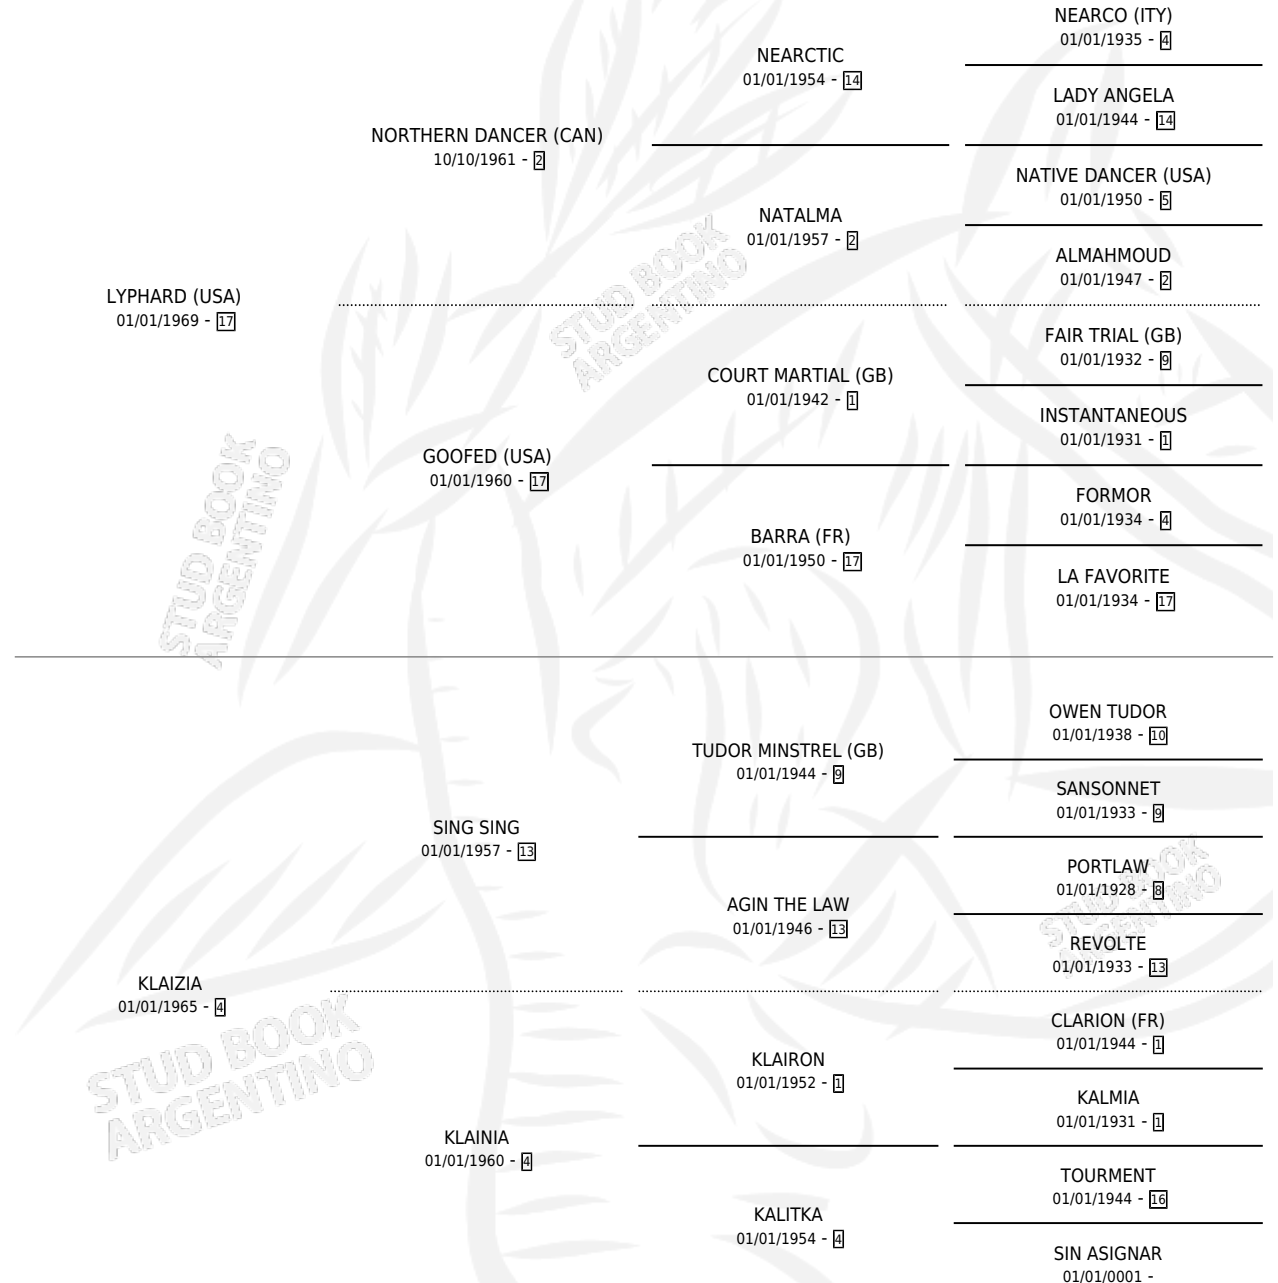 NEARCO (ITY)
01/01/1935 - 4
NEARCTIC
01/01/1954 - 14
LADY ANGELA
01/01/1944 - 14
NORTHERN DANCER (CAN)
10/10/1961 - 2
NATIVE DANCER (USA)
01/01/1950 - 5
NATALMA
01/01/1957 - 2
ALMAHMOUD
01/01/1947 - 2
LYPHARD (USA)
01/01/1969 - 17
FAIR TRIAL (GB)
01/01/1932 - 9
COURT MARTIAL (GB)
01/01/1942 - 1
INSTANTANEOUS
01/01/1931 - 1
GOOFED (USA)
01/01/1960 - 17
FORMOR
01/01/1934 - 4
BARRA (FR)
01/01/1950 - 17
LA FAVORITE
01/01/1934 - 17
OWEN TUDOR
01/01/1938 - 10
TUDOR MINSTREL (GB)
01/01/1944 - 9
SANSONNET
01/01/1933 - 9
SING SING
01/01/1957 - 13
PORTLAW
01/01/1928 - 8
AGIN THE LAW
01/01/1946 - 13
REVOLTE
01/01/1933 - 13
KLAIZIA
01/01/1965 - 4
CLARION (FR)
01/01/1944 - 1
KLAIRON
01/01/1952 - 1
KALMIA
01/01/1931 - 1
KLAINIA
01/01/1960 - 4
TOURMENT
01/01/1944 - 16
KALITKA
01/01/1954 - 4
SIN ASIGNAR
01/01/0001 -
STUD BOOK
ARGENTINO
STUD BOOK
ARGENTINO
STUD BOOK
ARGENTINO
STUD BOOK
ARGENTINO